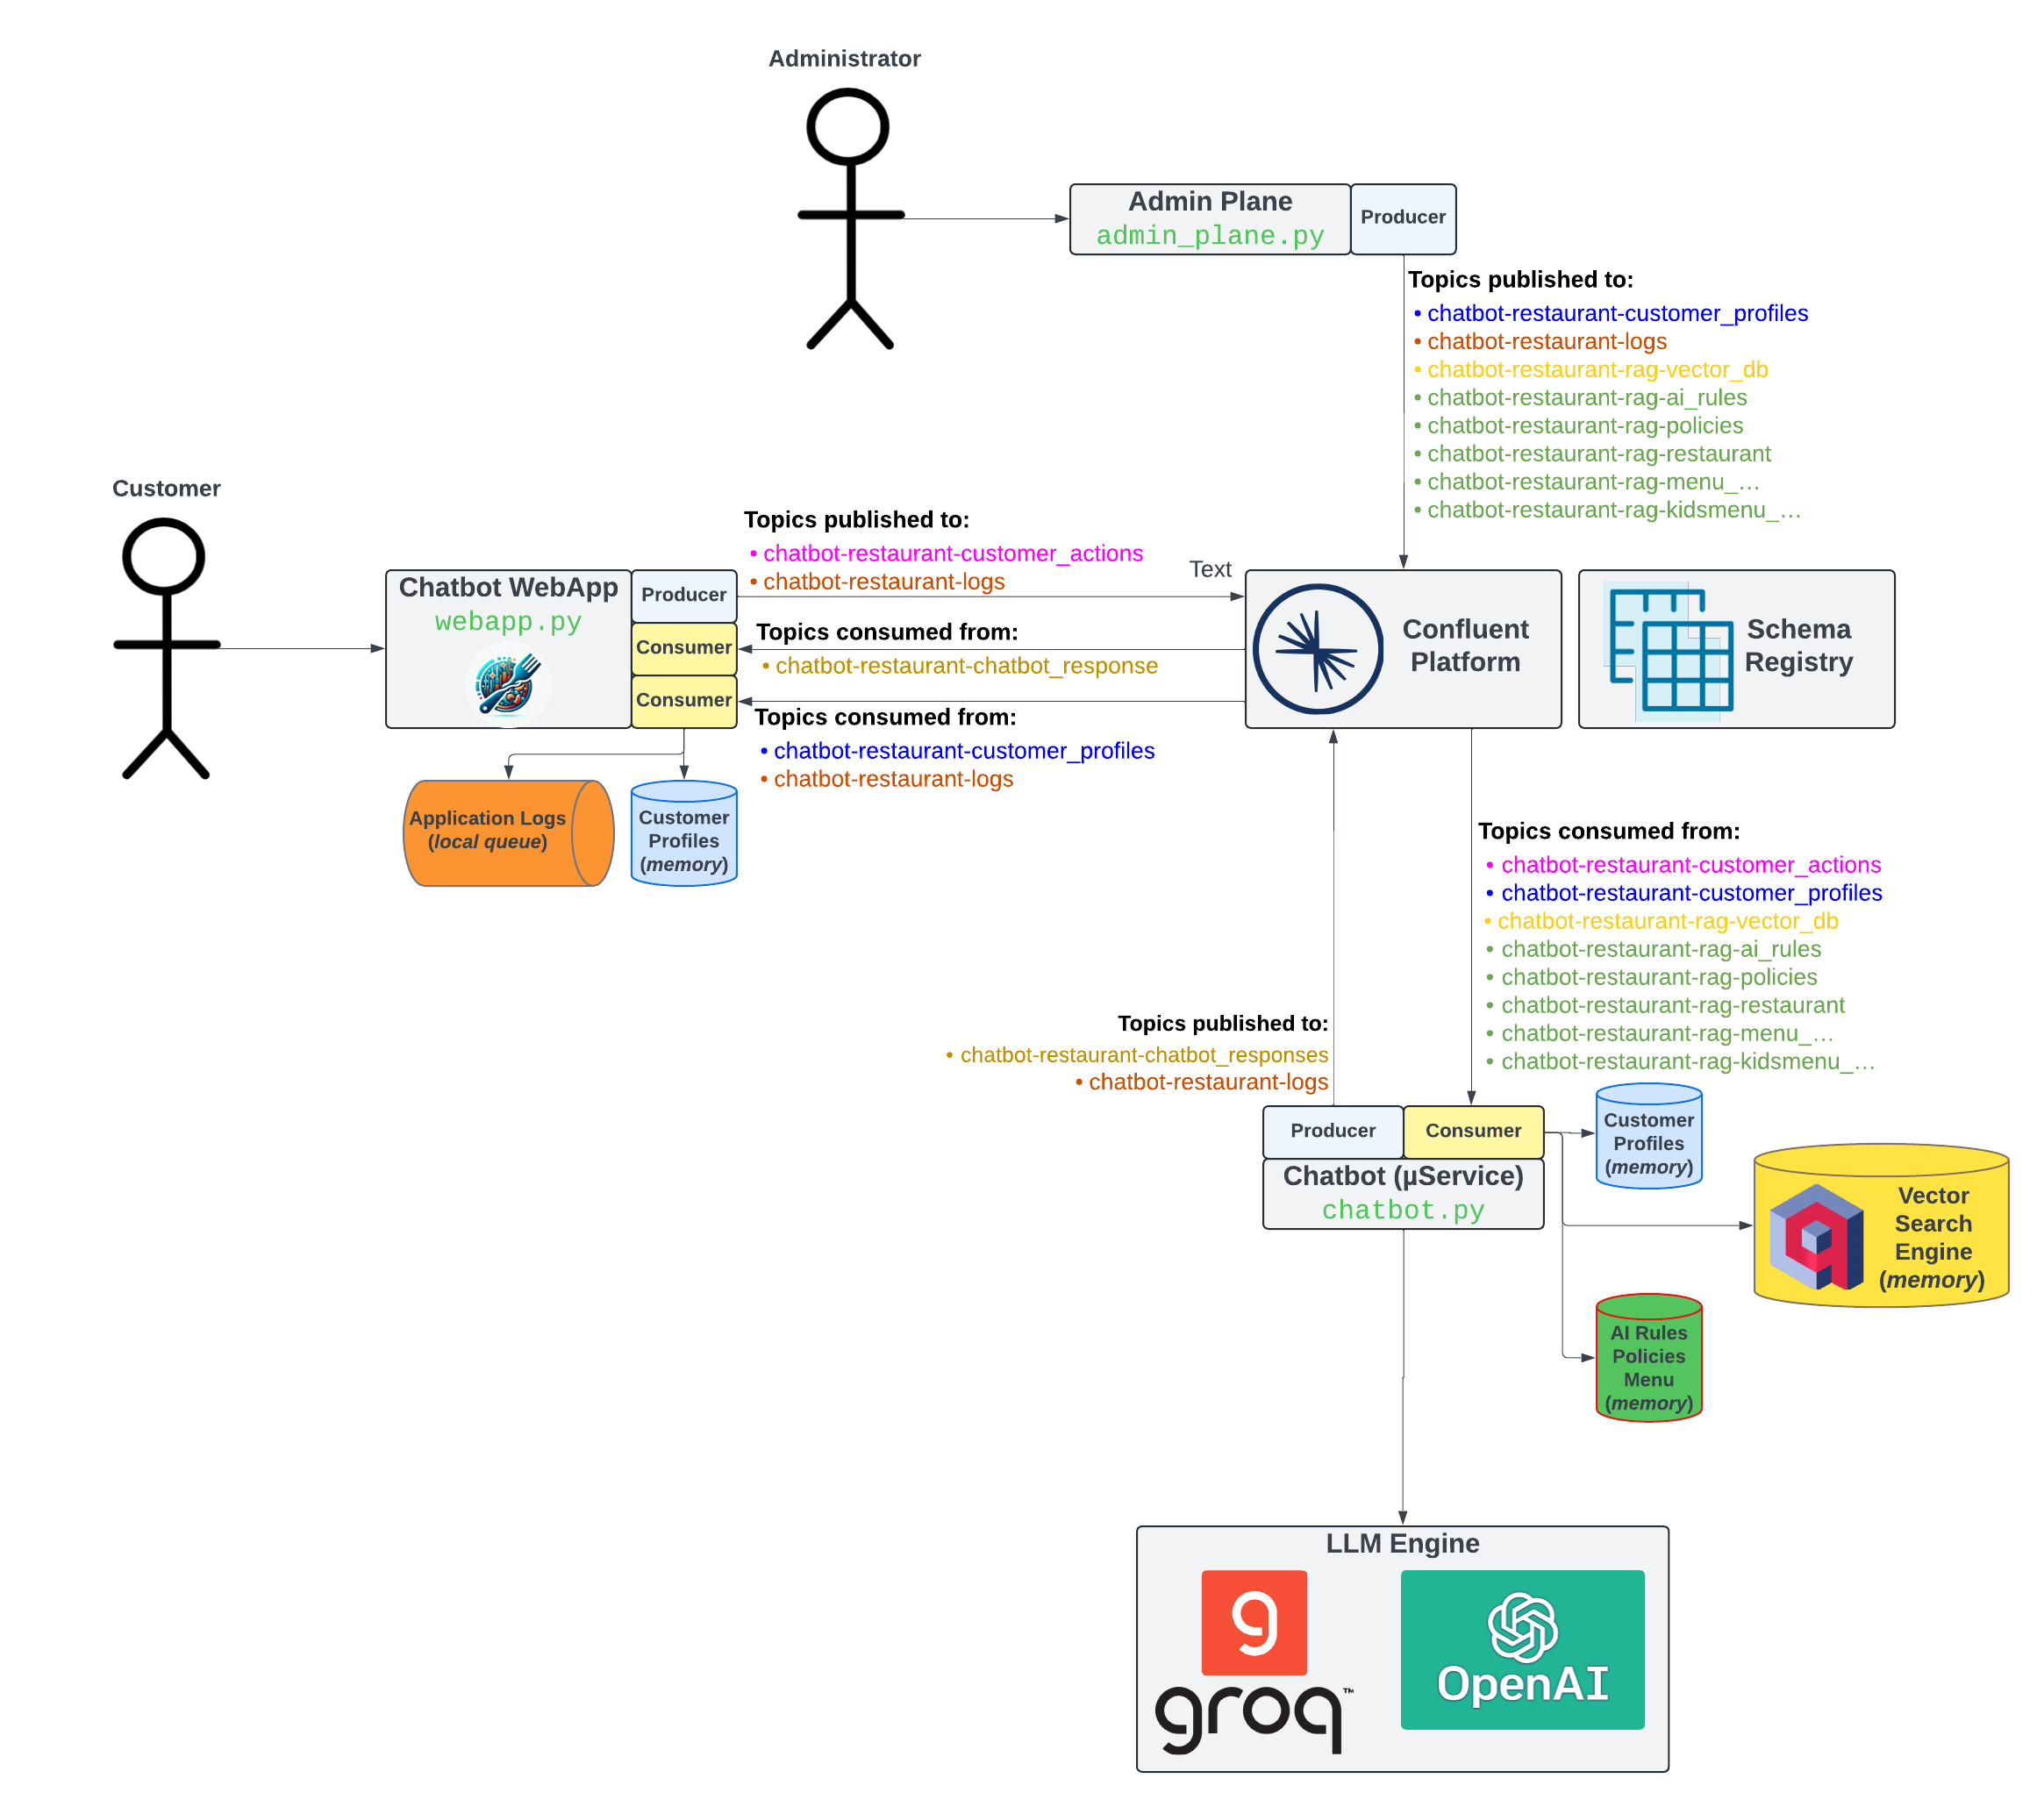 Administrator
Admin Plane
admin_plane.py
Producer
Topics published to:
• chatbot-restaurant-customer_profiles
• chatbot-restaurant-logs
• chatbot-restaurant-rag-vector_db
• chatbot-restaurant-rag-ai_rules
• chatbot-restaurant-rag-policies
• chatbot-restaurant-rag-restaurant
• chatbot-restaurant-rag-menu_…
• chatbot-restaurant-rag-kidsmenu_…
Customer
Chatbot WebApp
webapp.py
Producer
Consumer
Consumer
Topics published to:
• chatbot-restaurant-customer_actions
• chatbot-restaurant-logs
Text
Topics consumed from:
• chatbot-restaurant-chatbot_response
Topics consumed from:
• chatbot-restaurant-customer_profiles
• chatbot-restaurant-logs
Confluent
Platform
Schema
Registry
Application Logs
(local queue)
Customer
Profiles
(memory)
Topics consumed from:
• chatbot-restaurant-customer_actions
• chatbot-restaurant-customer_profiles
• chatbot-restaurant-rag-vector_db
• chatbot-restaurant-rag-ai_rules
• chatbot-restaurant-rag-policies
• chatbot-restaurant-rag-restaurant
• chatbot-restaurant-rag-menu_…
• chatbot-restaurant-rag-kidsmenu_…
Topics published to:
• chatbot-restaurant-chatbot_responses
• chatbot-restaurant-logs
Producer
Consumer
Chatbot (µService)
chatbot.py
Customer
Profiles
(memory)
Vector
Search
Engine
(memory)
AI Rules
Policies
Menu
(memory)
LLM Engine
g
groq™
OpenAI